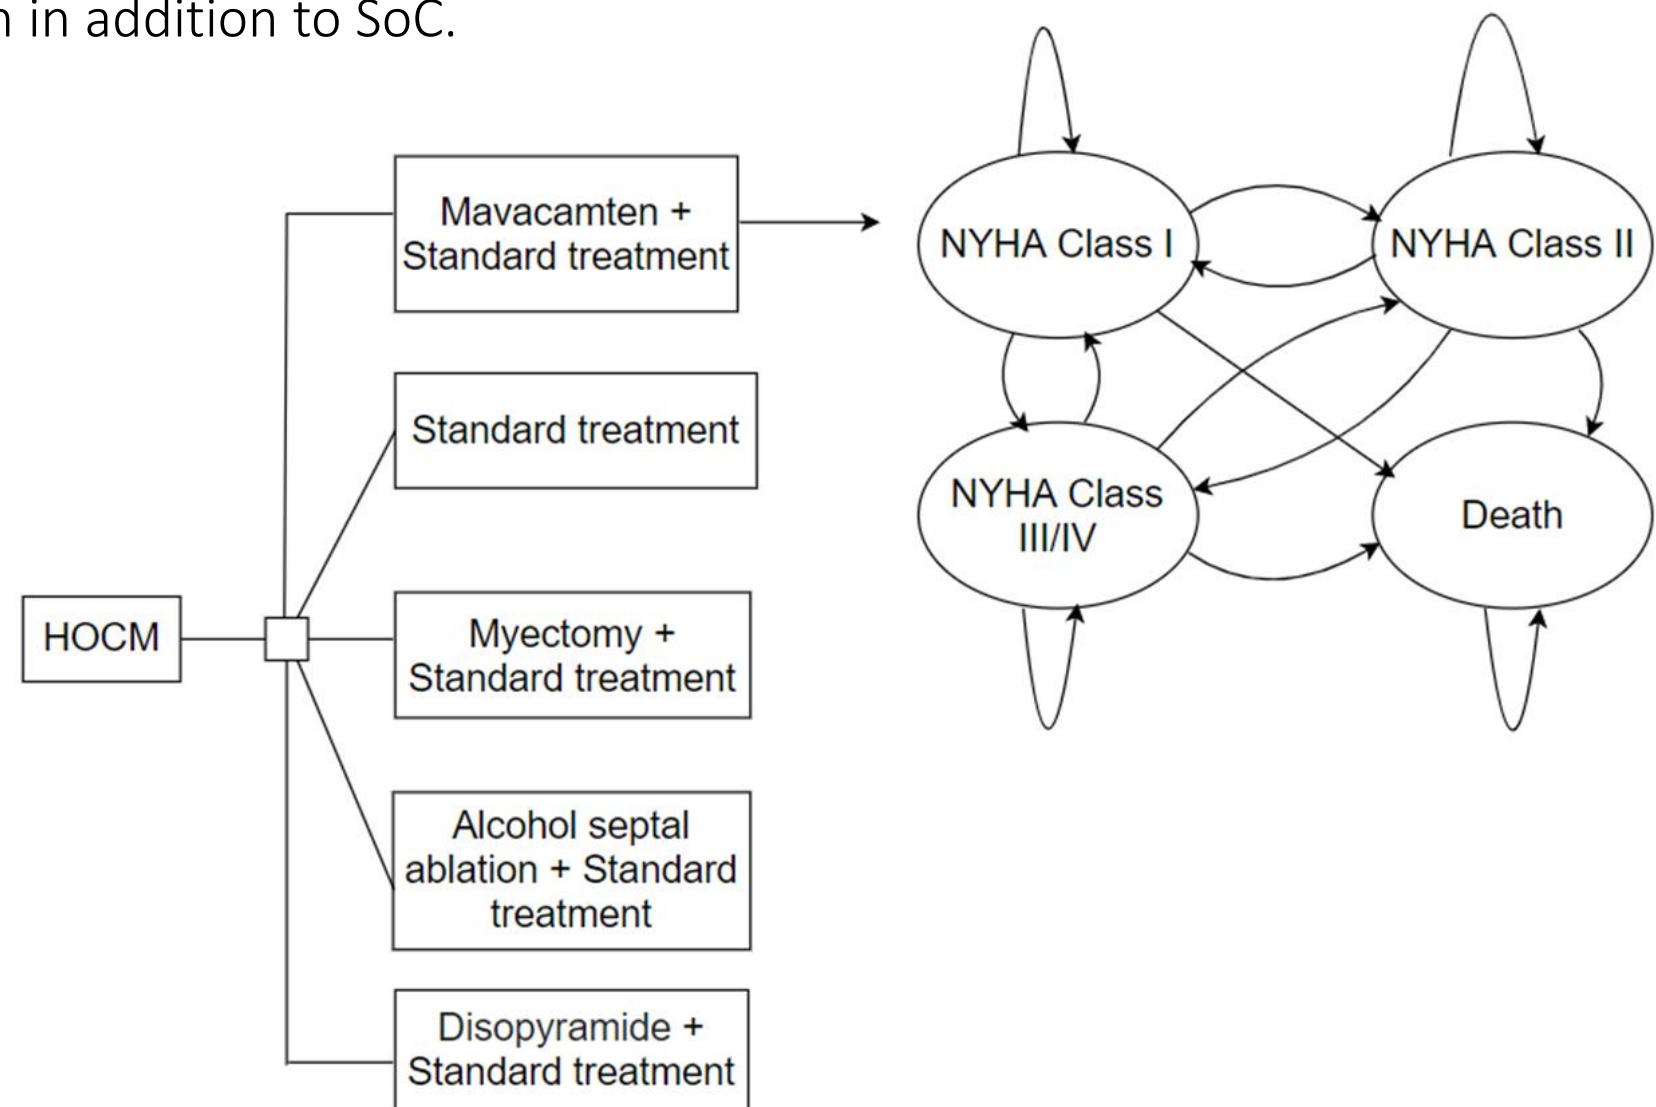 n in addition to SoC.
Mavacamten +
Standard treatment
Standard treatment
HOCM
Myectomy +
Standard treatment
Alcohol septal
ablation + Standard
treatment
Disopyramide +
Standard treatment
NYHA Class I
NYHA Class II
NYHA Class
III/IV
Death